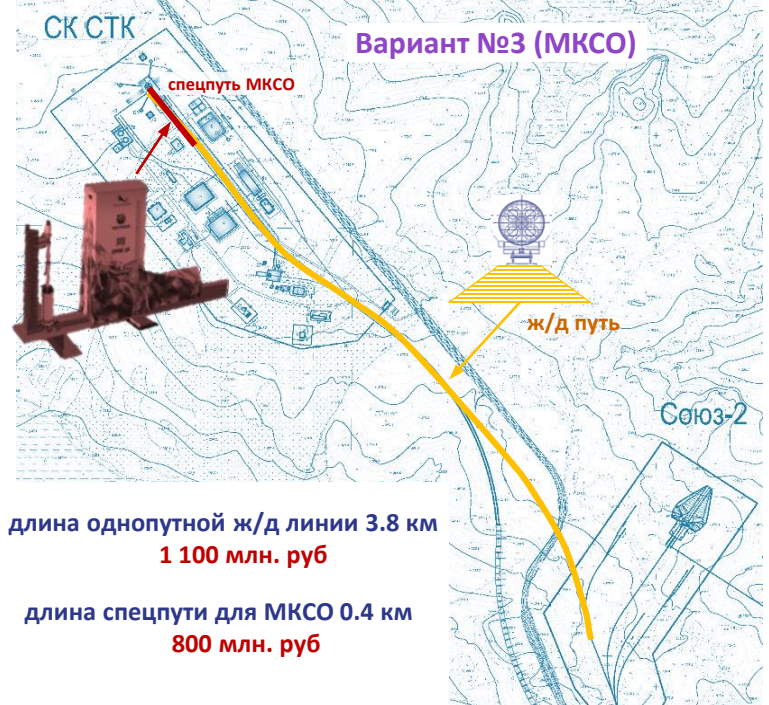 СК СТК
Вариант №3 (МКСО)
спецпуть МКСО
ж/д путь
Союз-2
длина однопутной ж/д линии 3.8 км
1 100 млн. руб
длина спецпути для МКСО 0.4 км
800 млн. руб